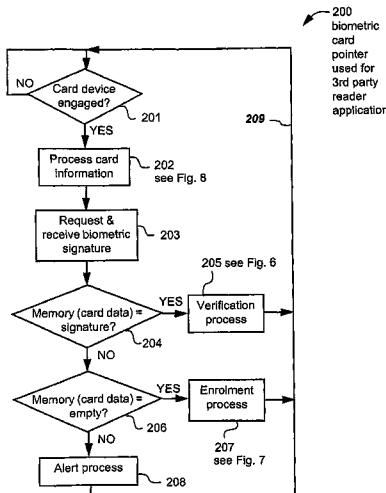 200
biometric
card
pointer
used for
3rd party
reader
application
NO
Card device
engaged?
201
209
YES
Process card
information
202
see Fig. 8
Request &
receive biometric
signature
203
205 see Fig. 6
Memory (card data) =
signature?
YES
Verification
process
204
NO
Memory (card data) =
empty?
YES
Enrolment
process
206
NO
207
see Fig. 7
Alert process
208